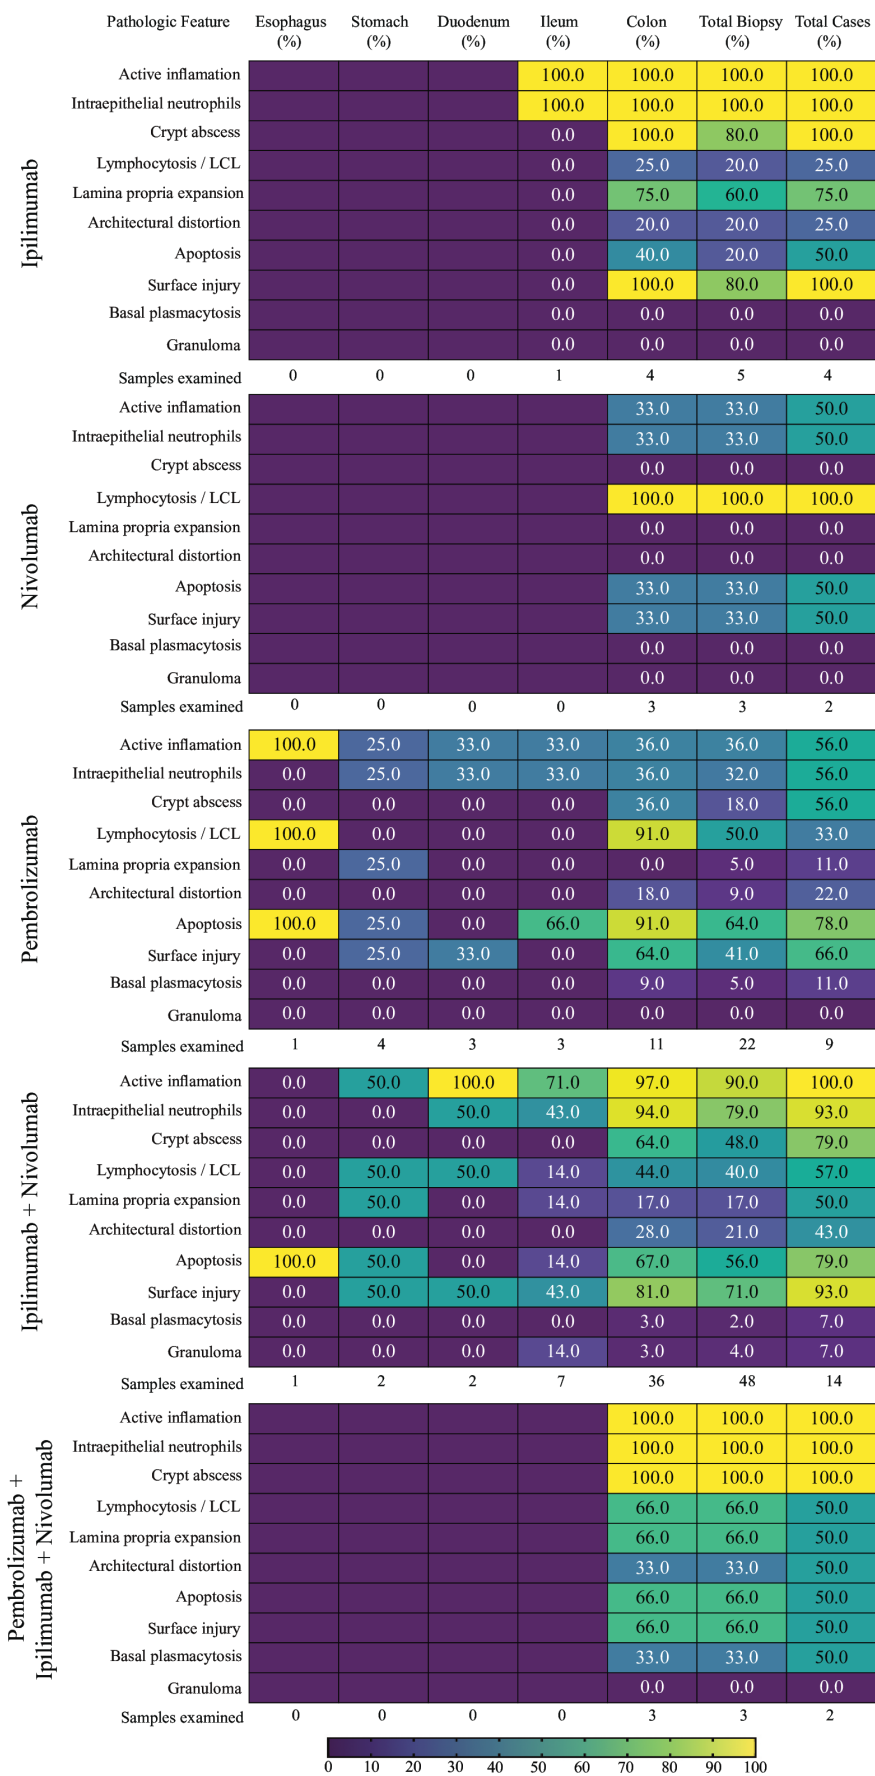 Pathologic Feature Esophagus (%) Stomach (%) Duodenum (%) Ileum (%) Colon (%) Total Biopsy (%) Total Cases (%)
Ipilimumab
Active inflamation 100.0 100.0 100.0 100.0
Intraepithelial neutrophils 100.0 100.0 100.0 100.0
Crypt abscess 0.0 100.0 80.0 100.0
Lymphocytosis / LCL 0.0 25.0 20.0 25.0
Lamina propria expansion 0.0 75.0 60.0 75.0
Architectural distortion 0.0 20.0 20.0 25.0
Apoptosis 0.0 40.0 20.0 50.0
Surface injury 0.0 100.0 80.0 100.0
Basal plasmacytosis 0.0 0.0 0.0 0.0
Granuloma 0.0 0.0 0.0 0.0
Samples examined 0 0 0 1 4 5 4
Nivolumab
Active inflamation 33.0 33.0 50.0
Intraepithelial neutrophils 33.0 33.0 50.0
Crypt abscess 0.0 0.0 0.0
Lymphocytosis / LCL 100.0 100.0 100.0
Lamina propria expansion 0.0 0.0 0.0
Architectural distortion 0.0 0.0 0.0
Apoptosis 33.0 33.0 50.0
Surface injury 33.0 33.0 50.0
Basal plasmacytosis 0.0 0.0 0.0
Granuloma 0.0 0.0 0.0
Samples examined 0 0 0 0 3 3 2
Pembrolizumab
Active inflamation 100.0 25.0 33.0 33.0 36.0 36.0 56.0
Intraepithelial neutrophils 0.0 25.0 33.0 33.0 36.0 32.0 56.0
Crypt abscess 0.0 0.0 0.0 0.0 36.0 18.0 56.0
Lymphocytosis / LCL 100.0 0.0 0.0 0.0 91.0 50.0 33.0
Lamina propria expansion 0.0 25.0 0.0 0.0 0.0 5.0 11.0
Architectural distortion 0.0 0.0 0.0 0.0 18.0 9.0 22.0
Apoptosis 100.0 25.0 0.0 66.0 91.0 64.0 78.0
Surface injury 0.0 25.0 33.0 0.0 64.0 41.0 66.0
Basal plasmacytosis 0.0 0.0 0.0 0.0 9.0 5.0 11.0
Granuloma 0.0 0.0 0.0 0.0 0.0 0.0 0.0
Samples examined 1 4 3 3 11 22 9
Ipilimumab + Nivolumab
Active inflamation 0.0 50.0 100.0 71.0 97.0 90.0 100.0
Intraepithelial neutrophils 0.0 0.0 50.0 43.0 94.0 79.0 93.0
Crypt abscess 0.0 0.0 0.0 0.0 64.0 48.0 79.0
Lymphocytosis / LCL 0.0 50.0 50.0 14.0 44.0 40.0 57.0
Lamina propria expansion 0.0 50.0 0.0 14.0 17.0 17.0 50.0
Architectural distortion 0.0 0.0 0.0 0.0 28.0 21.0 43.0
Apoptosis 100.0 50.0 0.0 14.0 67.0 56.0 79.0
Surface injury 0.0 50.0 50.0 43.0 81.0 71.0 93.0
Basal plasmacytosis 0.0 0.0 0.0 0.0 3.0 2.0 7.0
Granuloma 0.0 0.0 0.0 14.0 3.0 4.0 7.0
Samples examined 1 2 2 7 36 48 14
Pembrolizumab +
Ipilimumab + Nivolumab
Active inflamation 100.0 100.0 100.0
Intraepithelial neutrophils 100.0 100.0 100.0
Crypt abscess 100.0 100.0 100.0
Lymphocytosis / LCL 66.0 66.0 50.0
Lamina propria expansion 66.0 66.0 50.0
Architectural distortion 33.0 33.0 50.0
Apoptosis 66.0 66.0 50.0
Surface injury 66.0 66.0 50.0
Basal plasmacytosis 33.0 33.0 50.0
Granuloma 0.0 0.0 0.0
Samples examined 0 0 0 0 3 3 2
0 10 20 30 40 50 60 70 80 90 100